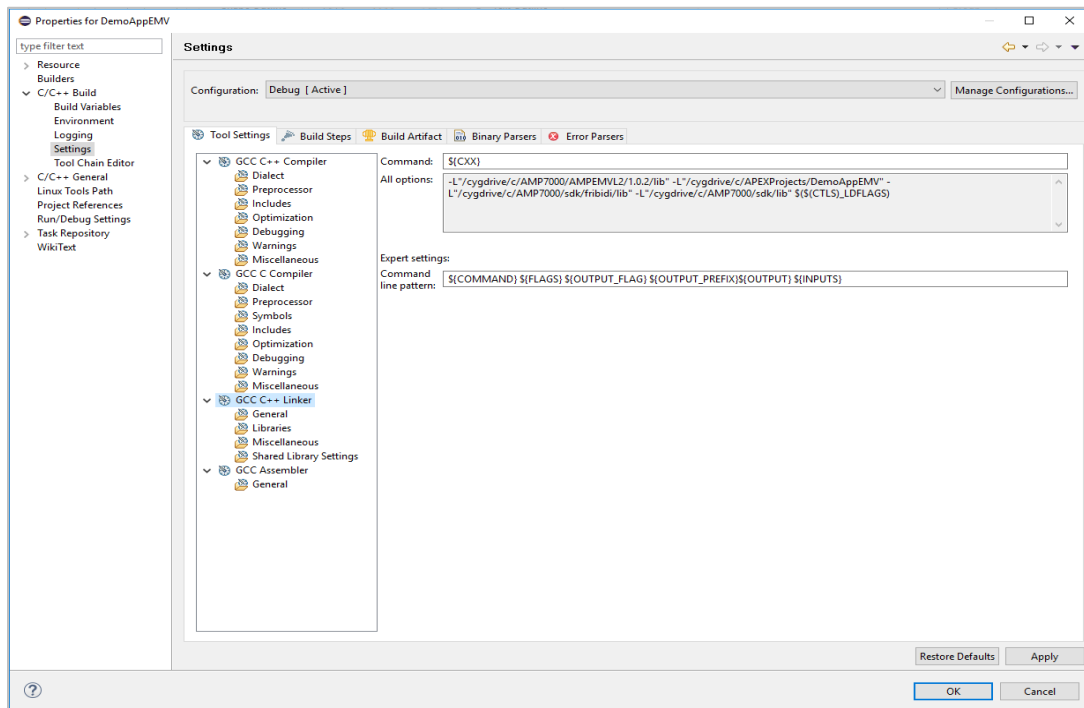 Properties for DemoAppEMV
type filter text
Resource
Builders
C/C++ Build
Build Variables
Environment
Logging
Settings
Tool Chain Editor
C/C++ General
Linux Tools Path
Project References
Run/Debug Settings
Task Repository
WikiText
Settings
Configuration: Debug [ Active ]
Manage Configurations...
Tool Settings Build Steps Build Artifact Binary Parsers Error Parsers
GCC C++ Compiler
Dialect
Preprocessor
Includes
Optimization
Debugging
Warnings
Miscellaneous
GCC C Compiler
Dialect
Preprocessor
Symbols
Includes
Optimization
Debugging
Warnings
Miscellaneous
GCC C++ Linker
General
Libraries
Miscellaneous
Shared Library Settings
GCC Assembler
General
Command: ${CXX}
All options: -L"/cygdrive/c/AMP7000/AMPEMVL2/1.0.2/lib" -L"/cygdrive/c/APEXProjects/DemoAppEMV" -
L"/cygdrive/c/AMP7000/sdk/fribidi/lib" -L"/cygdrive/c/AMP7000/sdk/lib" $($(CTLS)_LDFLAGS)
Expert settings:
Command
line pattern: ${COMMAND} ${FLAGS} ${OUTPUT_FLAG} ${OUTPUT_PREFIX}${OUTPUT} ${INPUTS}
Restore Defaults Apply
OK Cancel